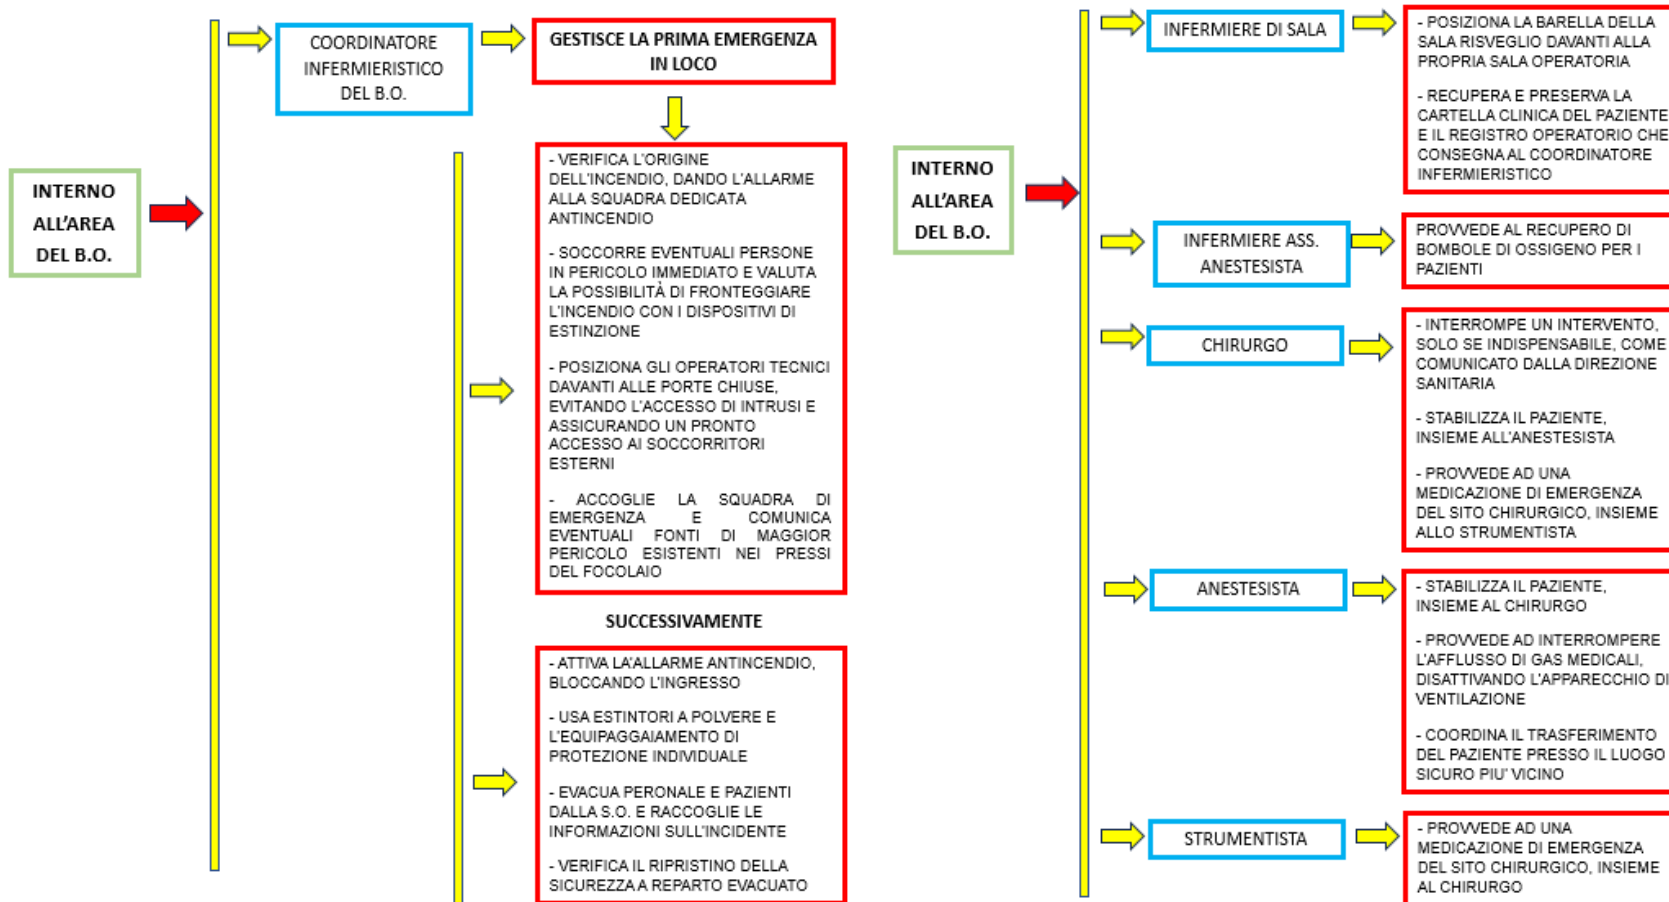 INTERNO
ALL'AREA
DEL B.O.
COORDINATORE
INFERMIERISTICO
DEL B.O.
GESTISCE LA PRIMA EMERGENZA
IN LOCO
- VERIFICA L'ORIGINE
DELL'INCENDIO, DANDO L'ALLARME
ALLA SQUADRA DEDICATA
ANTINCENDIO
- SOCCORRE EVENTUALI PERSONE
IN PERICOLO IMMEDIATO E VALUTA
LA POSSIBILITÀ DI FRONTEGGIARE
L'INCENDIO CON I DISPOSITIVI DI
ESTINZIONE
- POSIZIONA GLI OPERATORI TECNICI
DAVANTI ALLE PORTE CHIUSE,
EVITANDO L'ACCESSO DI INTRUSI E
ASSICURANDO UN PRONTO
ACCESSO AI SOCCORRITORI
ESTERNI
- ACCOGLIE LA SQUADRA DI
EMERGENZA E COMUNICA
EVENTUALI FONTI DI MAGGIOR
PERICOLO ESISTENTI NEI PRESSI
DEL FOCOLAIO
SUCCESSIVAMENTE
- ATTIVA LA'ALLARME ANTINCENDIO,
BLOCCANDO L'INGRESSO
- USA ESTINTORI A POLVERE E
L'EQUIPAGGAIAMENTO DI
PROTEZIONE INDIVIDUALE
- EVACUA PERONALE E PAZIENTI
DALLA S.O. E RACCOGLIE LE
INFORMAZIONI SULL'INCIDENTE
- VERIFICA IL RIPRISTINO DELLA
SICUREZZA A REPARTO EVACUATO
INTERNO
ALL'AREA
DEL B.O.
INFERMIERE DI SALA
- POSIZIONA LA BARELLA DELLA
SALA RISVEGLIO DAVANTI ALLA
PROPRIA SALA OPERATORIA
- RECUPERA E PRESERVA LA
CARTELLA CLINICA DEL PAZIENTE
E IL REGISTRO OPERATORIO CHE
CONSEGNA AL COORDINATORE
INFERMIERISTICO
INFERMIERE ASS.
ANESTESISTA
PROVVEDE AL RECUPERO DI
BOMBOLE DI OSSIGENO PER I
PAZIENTI
CHIRURGO
- INTERROMPE UN INTERVENTO,
SOLO SE INDISPENSABILE, COME
COMUNICATO DALLA DIREZIONE
SANITARIA
- STABILIZZA IL PAZIENTE,
INSIEME ALL'ANESTESISTA
- PROVVEDE AD UNA
MEDICAZIONE DI EMERGENZA
DEL SITO CHIRURGICO, INSIEME
ALLO STRUMENTISTA
ANESTESISTA
- STABILIZZA IL PAZIENTE,
INSIEME AL CHIRURGO
- PROVVEDE AD INTERROMPERE
L'AFFLUSSO DI GAS MEDICALI,
DISATTIVANDO L'APPARECCHIO DI
VENTILAZIONE
- COORDINA IL TRASFERIMENTO
DEL PAZIENTE PRESSO IL LUOGO
SICURO PIU' VICINO
STRUMENTISTA
- PROVVEDE AD UNA
MEDICAZIONE DI EMERGENZA
DEL SITO CHIRURGICO, INSIEME
AL CHIRURGO